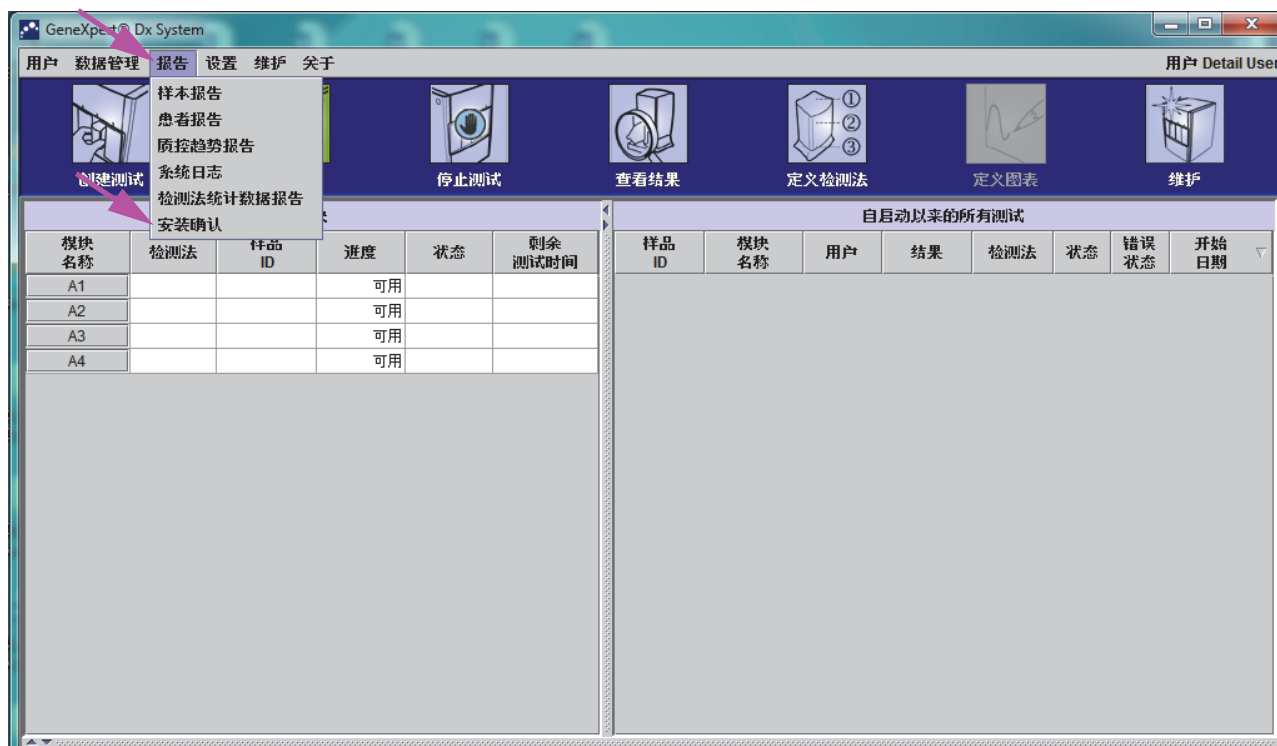 GeneXpert® Dx System
用户 数据管理 报告 设置 维护 关于 用户 Detail User
样本报告
患者报告
质控趋势报告
系统日志
检测法统计数据报告
安装确认
创建测试 停止测试 查看结果 定义检测法 定义图表 维护
自启动以来的所有测试
模块名称 检测法 样品ID 进度 状态 剩余测试时间
样品ID 模块名称 用户 结果 检测法 状态 错误状态 开始日期
A1 可用
A2 可用
A3 可用
A4 可用